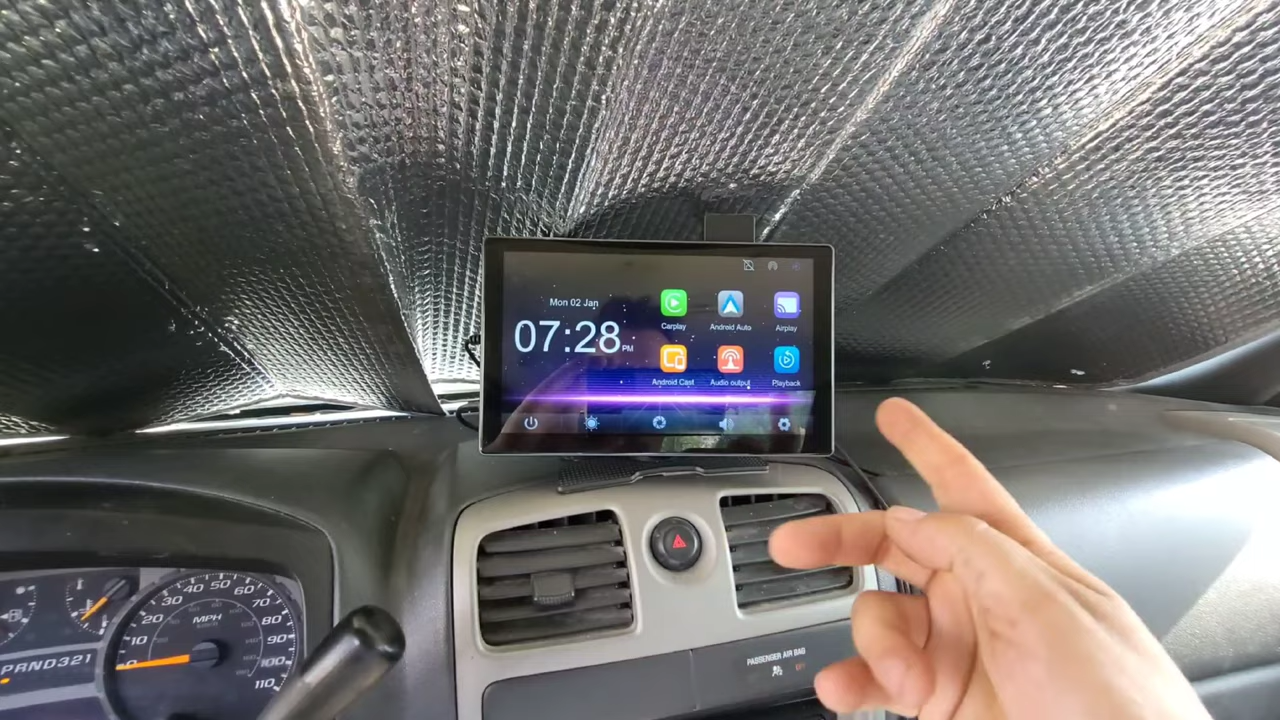 Mon 02 Jan
07:28 PM
Carplay
Android Auto
Airplay
Android Cast
Audio output
Playback
PASSENGER AIR BAG
PRND321
MPH
0
10
20
30
40
50
60
70
80
90
100
110